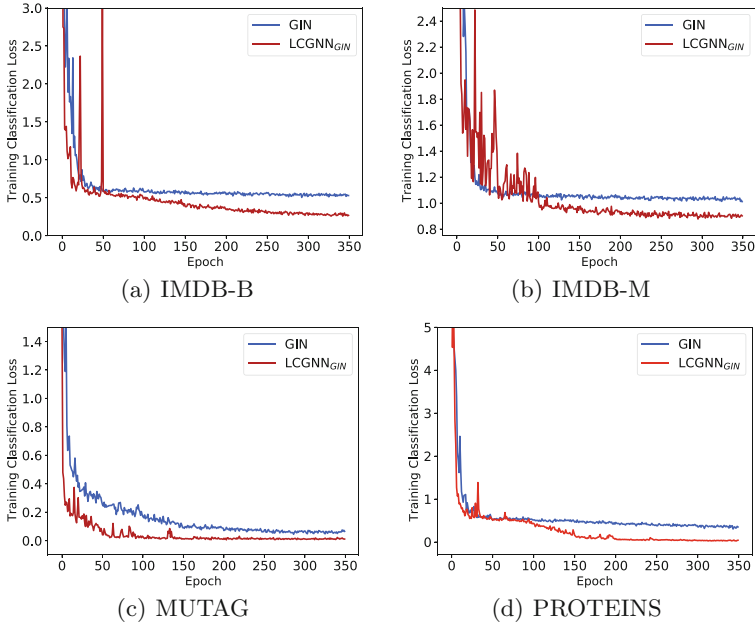 3.0
2.5
2.0
1.5
1.0
0.5
0.0
Training Classification Loss
GIN
LCGNN_GIN
0 50 100 150 200 250 300 350
Epoch
(a) IMDB-B
2.4
2.2
2.0
1.8
1.6
1.4
1.2
1.0
0.8
Training Classification Loss
GIN
LCGNN_GIN
0 50 100 150 200 250 300 350
Epoch
(b) IMDB-M
1.4
1.2
1.0
0.8
0.6
0.4
0.2
0.0
Training Classification Loss
GIN
LCGNN_GIN
0 50 100 150 200 250 300 350
Epoch
(c) MUTAG
5
4
3
2
1
0
Training Classification Loss
GIN
LCGNN_GIN
0 50 100 150 200 250 300 350
Epoch
(d) PROTEINS